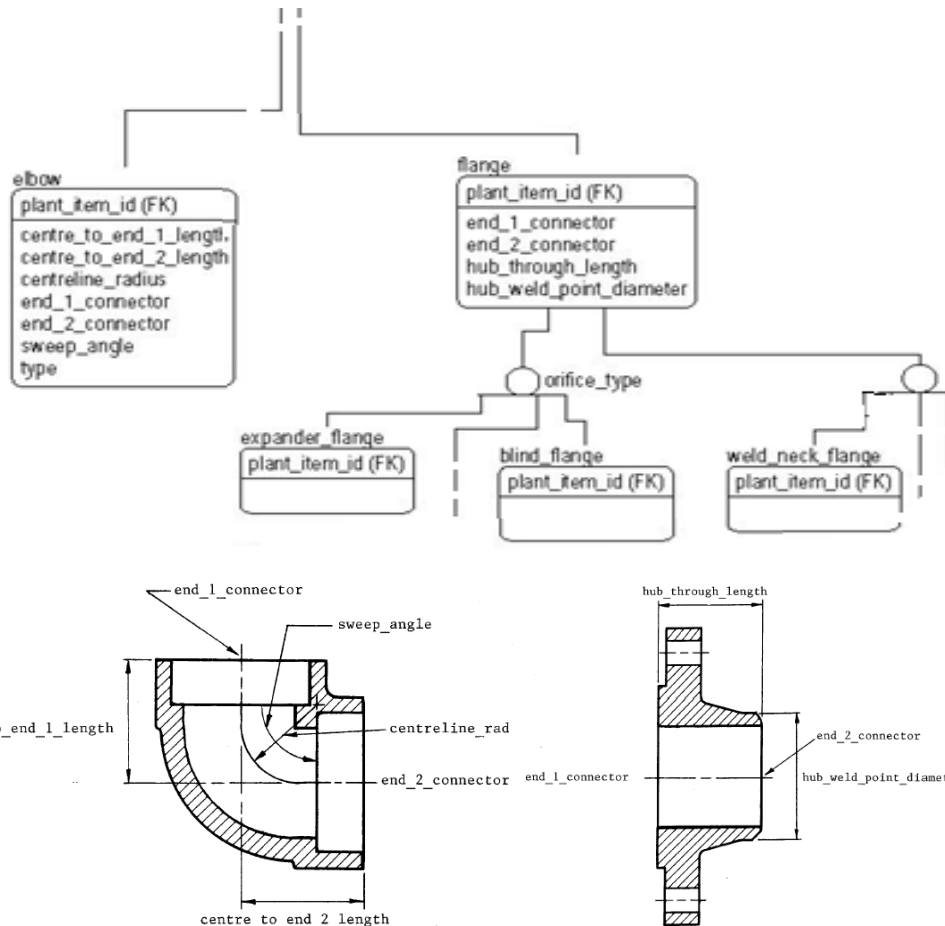 elbow
plant_item_id (FK)
centre_to_end_1_length
centre_to_end_2_length
centreline_radius
end_1_connector
end_2_connector
sweep_angle
type
flange
plant_item_id (FK)
end_1_connector
end_2_connector
hub_through_length
hub_weld_point_diameter
orifice_type
expander_flange
plant_item_id (FK)
blind_flange
plant_item_id (FK)
weld_neck_flange
plant_item_id (FK)
end_1_connector
sweep_angle
_end_1_length
centreline_rad
end_2_connector
centre to end 2 length
hub_through_length
end_2_connector
end_1_connector
hub_weld_point_diamet